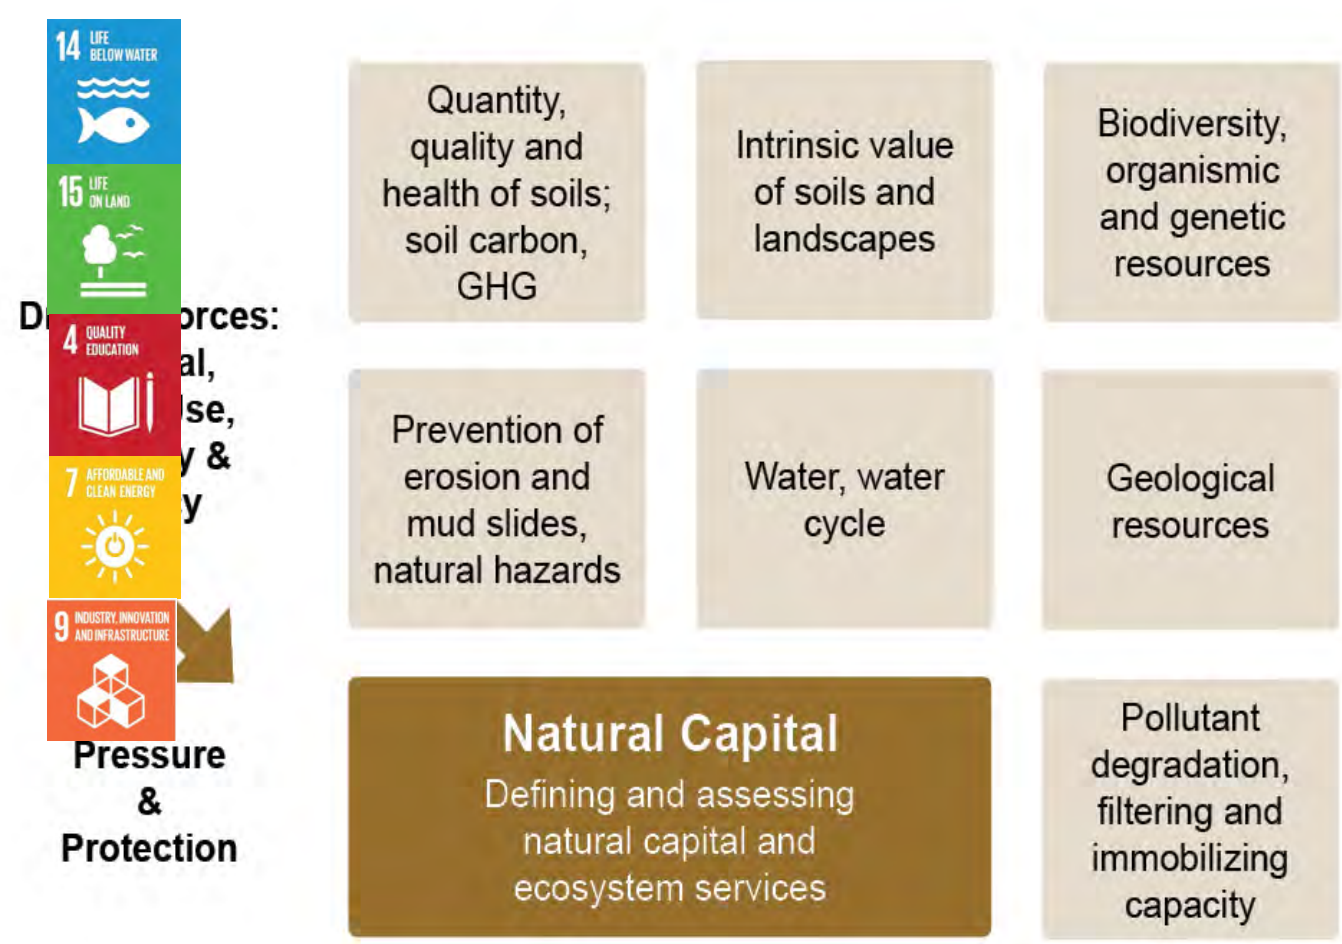 14 LIFE
BELOW WATER
15 LIFE
ON LAND
4 QUALITY
EDUCATION
7 AFFORDABLE AND
CLEAN ENERGY
9 INDUSTRY, INNOVATION
AND INFRASTRUCTURE
&
Pressure
&
Protection
Quantity,
quality and
health of soils;
soil carbon,
GHG
Intrinsic value
of soils and
landscapes
Biodiversity,
organismic
and genetic
resources
Prevention of
erosion and
mud slides,
natural hazards
Water, water
cycle
Geological
resources
Natural Capital
Defining and assessing
natural capital and
ecosystem services
Pollutant
degradation,
filtering and
immobilizing
capacity